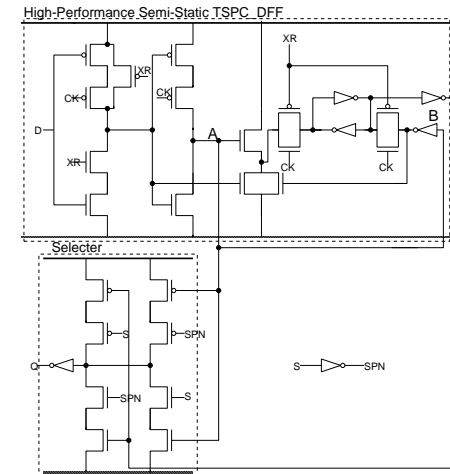 High-Performance Semi-Static TSPC_DFF
XR
XR
CK
CK
A
B
D
XR
CK
CK
Selecter
S
SPN
Q
S
SPN
SPN
S